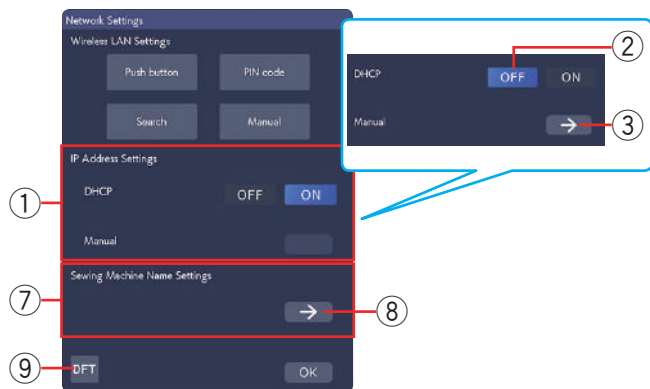 Network Settings
Wireless LAN Settings
Push button PIN code
Search Manual
IP Address Settings
DHCP OFF ON
Manual
Sewing Machine Name Settings
→
DFT OK
DHCP OFF ON
Manual →
①
②
③
⑦
⑧
⑨